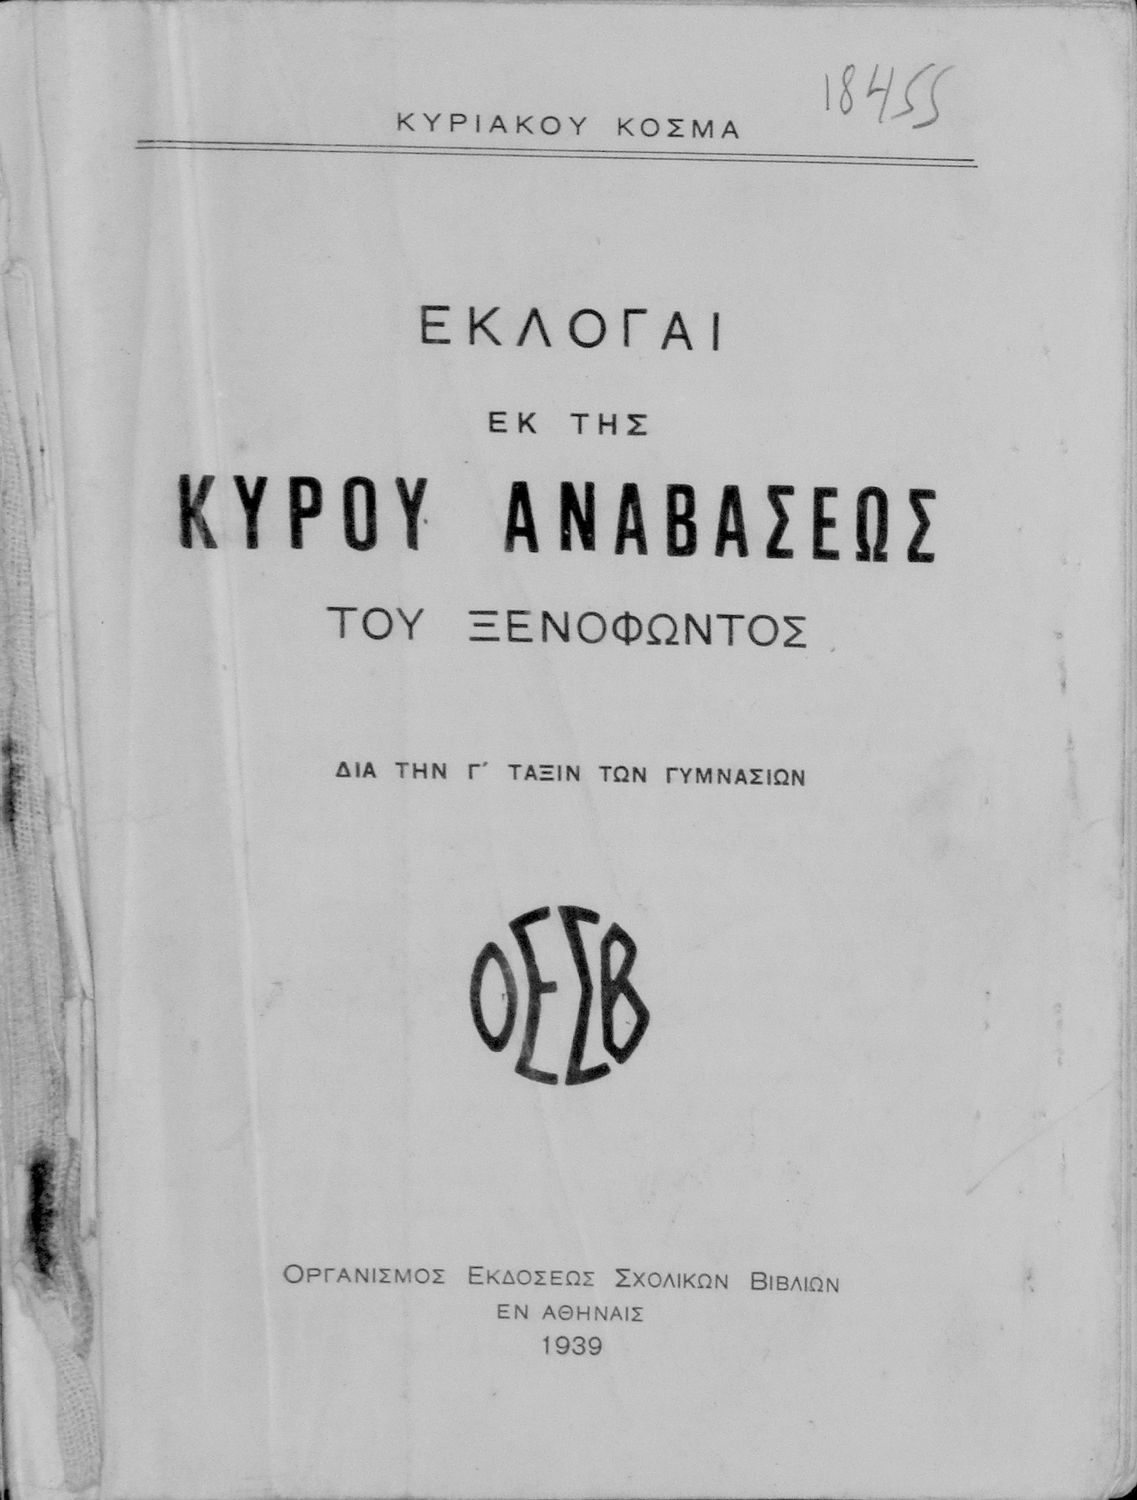 18455
ΚΥΡΙΑΚΟΥ ΚΟΣΜΑ
ΕΚΛΟΓΑΙ
ΕΚ ΤΗΣ
ΚΥΡΟΥ ΑΝΑΒΑΣΕΩΣ
ΤΟΥ ΞΕΝΟΦΩΝΤΟΣ
ΔΙΑ ΤΗΝ Γ΄ ΤΑΞΙΝ ΤΩΝ ΓΥΜΝΑΣΙΩΝ
ΟΕΣΒ
ΟΡΓΑΝΙΣΜΟΣ ΕΚΔΟΣΕΩΣ ΣΧΟΛΙΚΩΝ ΒΙΒΛΙΩΝ
ΕΝ ΑΘΗΝΑΙΣ
1939